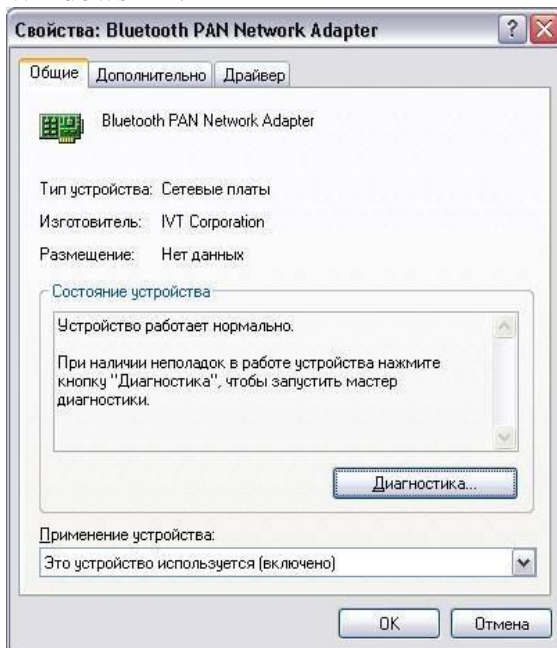 Свойства: Bluetooth PAN Network Adapter
Общие Дополнительно Драйвер
Bluetooth PAN Network Adapter
Тип устройства: Сетевые платы
Изготовитель: IVT Corporation
Размещение: Нет данных
Состояние устройства
Устройство работает нормально.
При наличии неполадок в работе устройства нажмите
кнопку "Диагностика", чтобы запустить мастер
диагностики.
Диагностика...
Применение устройства:
Это устройство используется (включено)
ОК Отмена